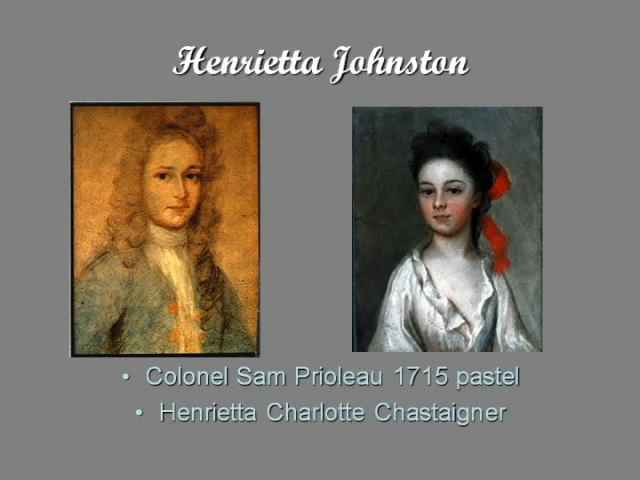 Henrietta Johnston
• Colonel Sam Prioleau 1715 pastel
• Henrietta Charlotte Chastaigner